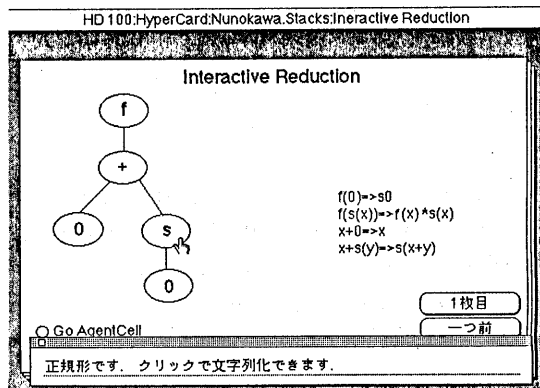 HD 100:HyperCard:Nunokawa.Stacks:Ineractive Reduction
Interactive Reduction
f
+
0
s
0
f(0)=>s0
f(s(x))=>f(x)*s(x)
x+0=>x
x+s(y)=>s(x+y)
1枚目
一つ前
Go AgentCell
正規形です. クリックで文字列化できます.